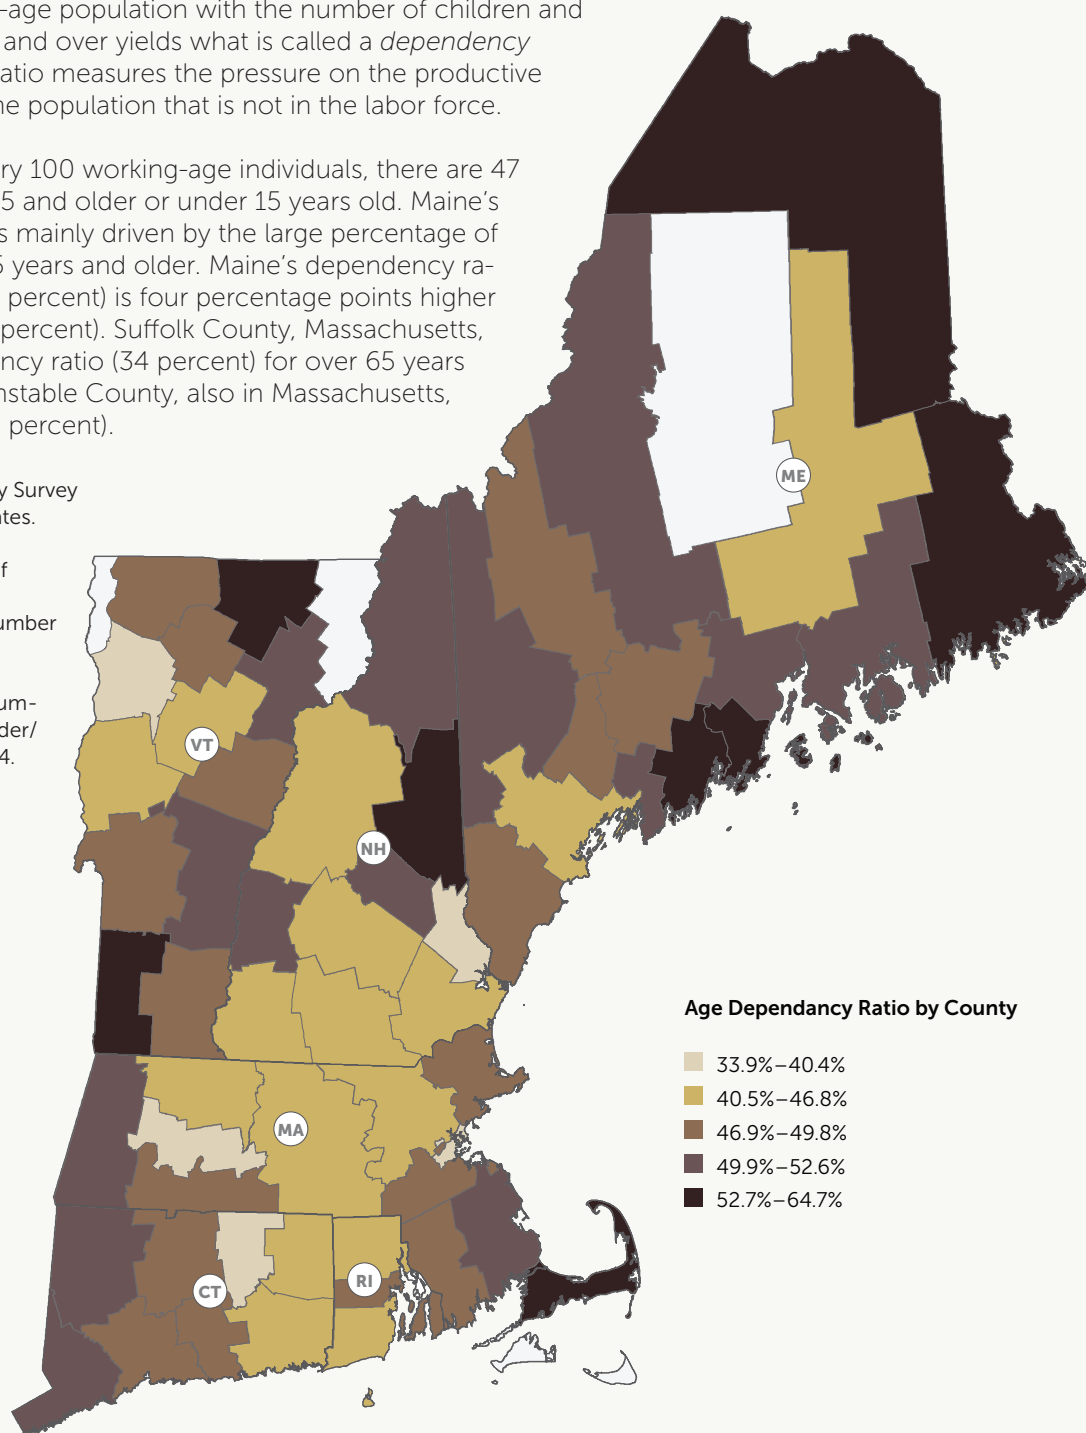 -age population with the number of children and
and over yields what is called a dependency
atio measures the pressure on the productive
ne population that is not in the labor force.
ry 100 working-age individuals, there are 47
5 and older or under 15 years old. Maine's
s mainly driven by the large percentage of
5 years and older. Maine's dependency ra-
percent) is four percentage points higher
percent). Suffolk County, Massachusetts,
ncy ratio (34 percent) for over 65 years
nstable County, also in Massachusetts,
percent).
y Survey
ates.
f
umber
um-
der/
4.
ME
VT
NH
MA
CT
RI
Age Dependancy Ratio by County
33.9%–40.4%
40.5%–46.8%
46.9%–49.8%
49.9%–52.6%
52.7%–64.7%